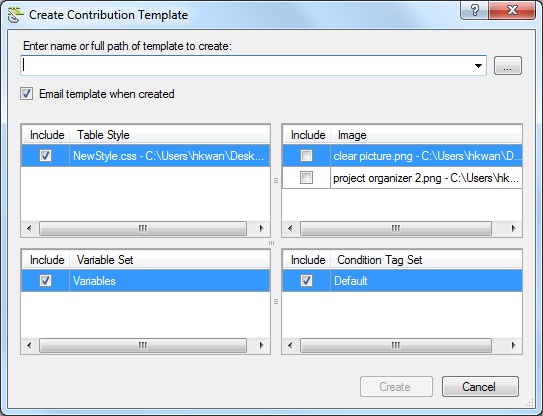 Create Contribution Template
Enter name or full path of template to create:
...
Email template when created
Include Table Style
NewStyle.css - C:\Users\hkwan\Desk...
Include Image
clear picture.png - C:\Users\hkwan\D...
project organizer 2.png - C:\Users\hk...
Include Variable Set
Variables
Include Condition Tag Set
Default
Create Cancel